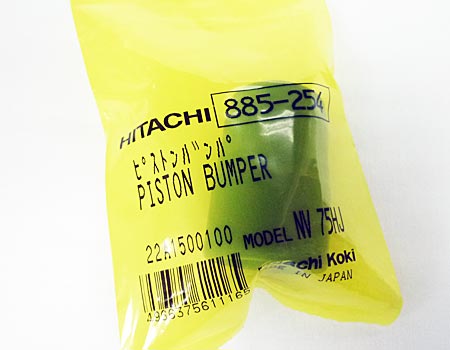 HITACHI 885-254
ピストンバンパ
PISTON BUMPER
22A1500100 MODEL NV 75HJ
Hitachi Koki
MADE IN JAPAN